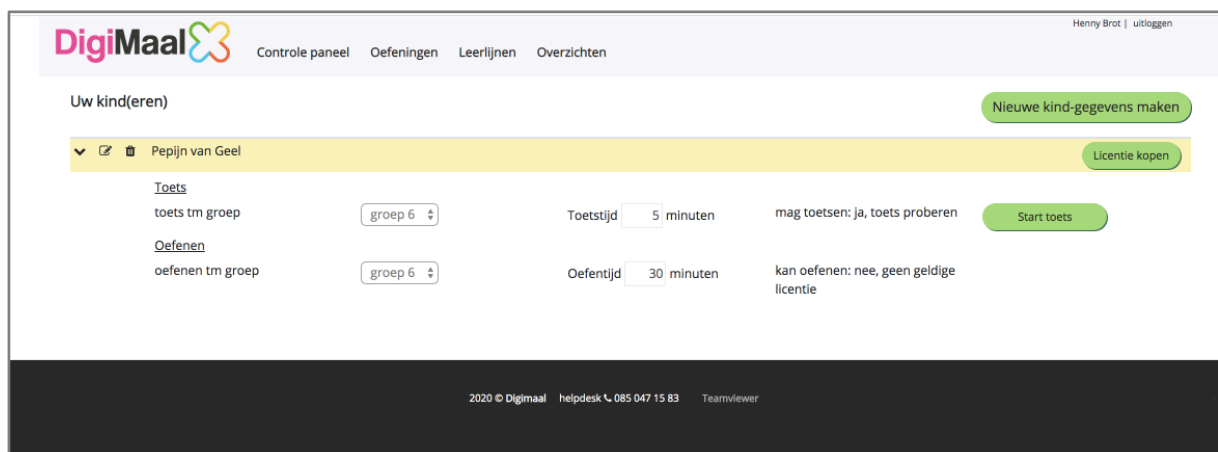 Henny Brot | uitloggen
DigiMaal
Controle paneel Oefeningen Leerlijnen Overzichten
Uw kind(eren)
Nieuwe kind-gegevens maken
Pepijn van Geel
Licentie kopen
Toets
toets tm groep groep 6 Toetstijd 5 minuten mag toetsen: ja, toets proberen Start toets
Oefenen
oefenen tm groep groep 6 Oefentijd 30 minuten kan oefenen: nee, geen geldige
licentie
2020 © Digimaal helpdesk 085 047 15 83 Teamviewer